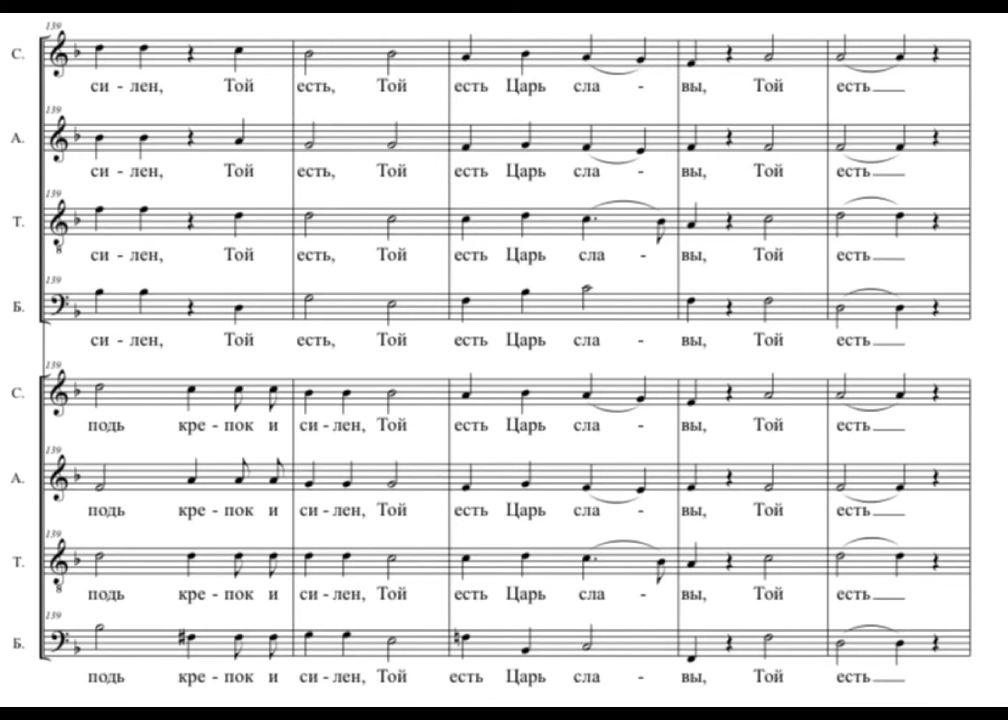 139
С.
си - лен, Той есть, Той есть Царь сла - вы, Той есть
139
А.
си - лен, Той есть, Той есть Царь сла - вы, Той есть
139
Т.
8
си - лен, Той есть, Той есть Царь сла - вы, Той есть
139
Б.
си - лен, Той есть, Той есть Царь сла - вы, Той есть
139
С.
подь кре - пок и си - лен, Той есть Царь сла - вы, Той есть
139
А.
подь кре - пок и си - лен, Той есть Царь сла - вы, Той есть
139
Т.
8
подь кре - пок и си - лен, Той есть Царь сла - вы, Той есть
139
Б.
подь кре - пок и си - лен, Той есть Царь сла - вы, Той есть